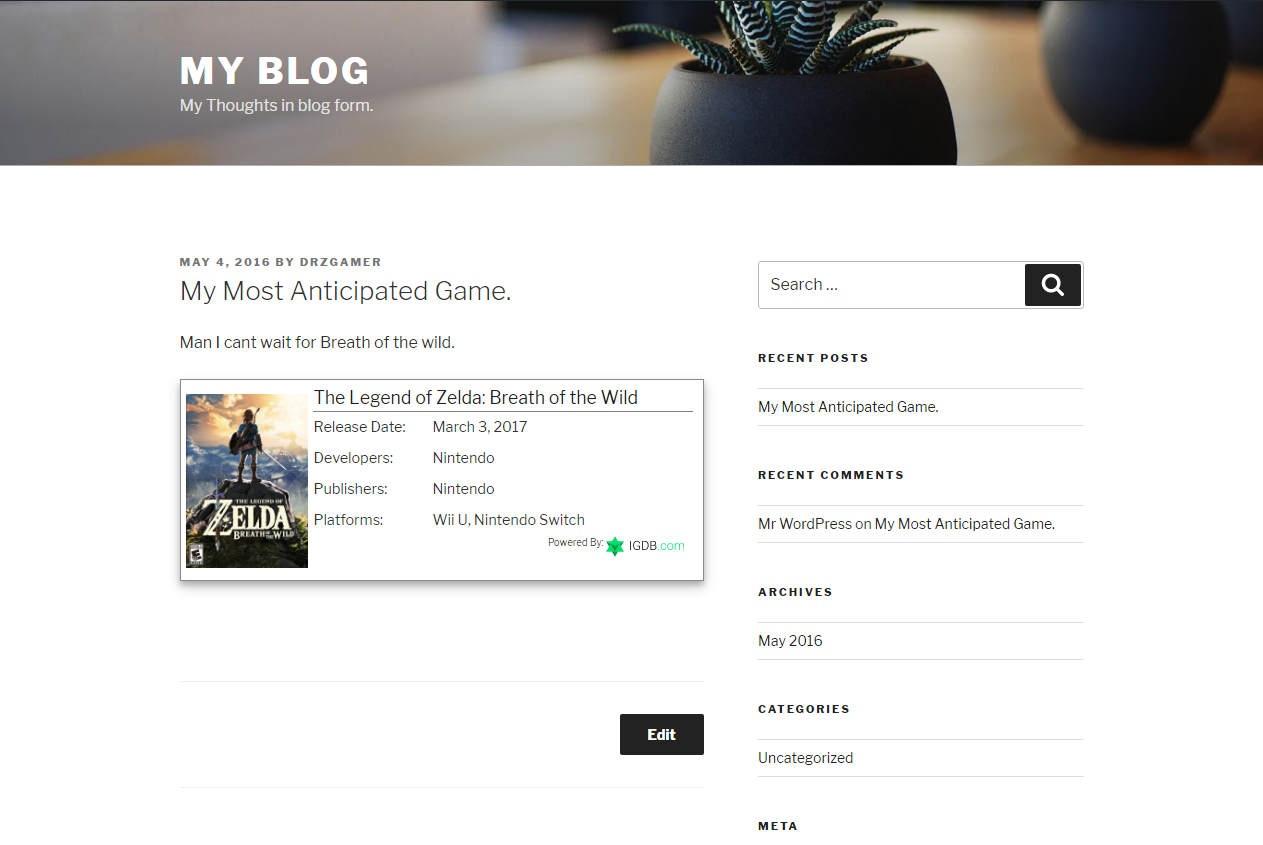 MY BLOG
My Thoughts in blog form.
MAY 4, 2016 BY DRZGAMER
My Most Anticipated Game.
Man I cant wait for Breath of the wild.
The Legend of Zelda: Breath of the Wild
Release Date: March 3, 2017
Developers: Nintendo
Publishers: Nintendo
Platforms: Wii U, Nintendo Switch
Powered By: IGDB.com
THE LEGEND OF
ZELDA
BREATH OF THE WILD
E
Edit
Search …
RECENT POSTS
My Most Anticipated Game.
RECENT COMMENTS
Mr WordPress on My Most Anticipated Game.
ARCHIVES
May 2016
CATEGORIES
Uncategorized
META